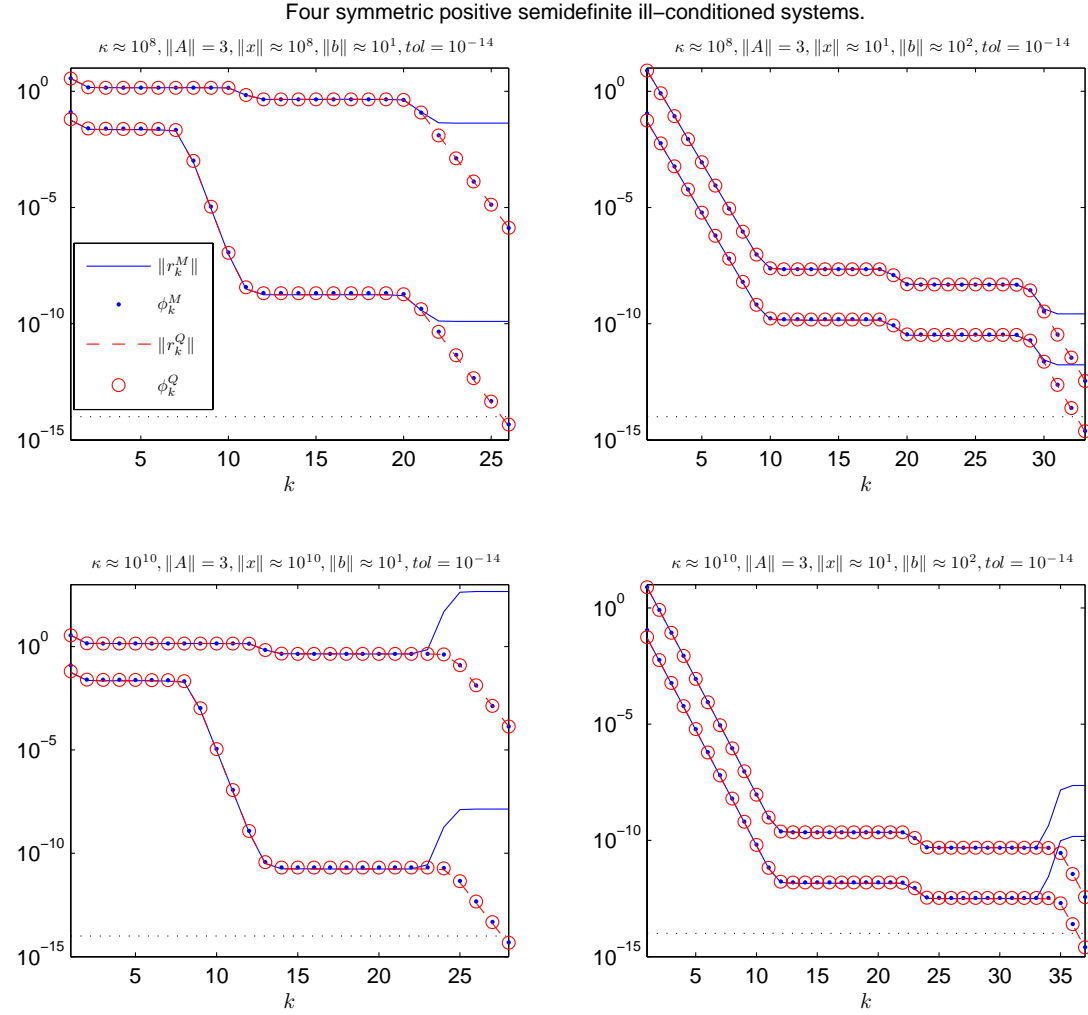 Four symmetric positive semidefinite ill−conditioned systems.
κ ≈ 10^8, ‖A‖ = 3, ‖x‖ ≈ 10^8, ‖b‖ ≈ 10^1, tol = 10^−14
10^0
10^−5
10^−10
10^−15
‖r_k^M‖
ϕ_k^M
‖r_k^Q‖
ϕ_k^Q
5 10 15 20 25
k
κ ≈ 10^8, ‖A‖ = 3, ‖x‖ ≈ 10^1, ‖b‖ ≈ 10^2, tol = 10^−14
10^0
10^−5
10^−10
10^−15
5 10 15 20 25 30
k
κ ≈ 10^10, ‖A‖ = 3, ‖x‖ ≈ 10^10, ‖b‖ ≈ 10^1, tol = 10^−14
10^0
10^−5
10^−10
10^−15
5 10 15 20 25
k
κ ≈ 10^10, ‖A‖ = 3, ‖x‖ ≈ 10^1, ‖b‖ ≈ 10^2, tol = 10^−14
10^0
10^−5
10^−10
10^−15
5 10 15 20 25 30 35
k